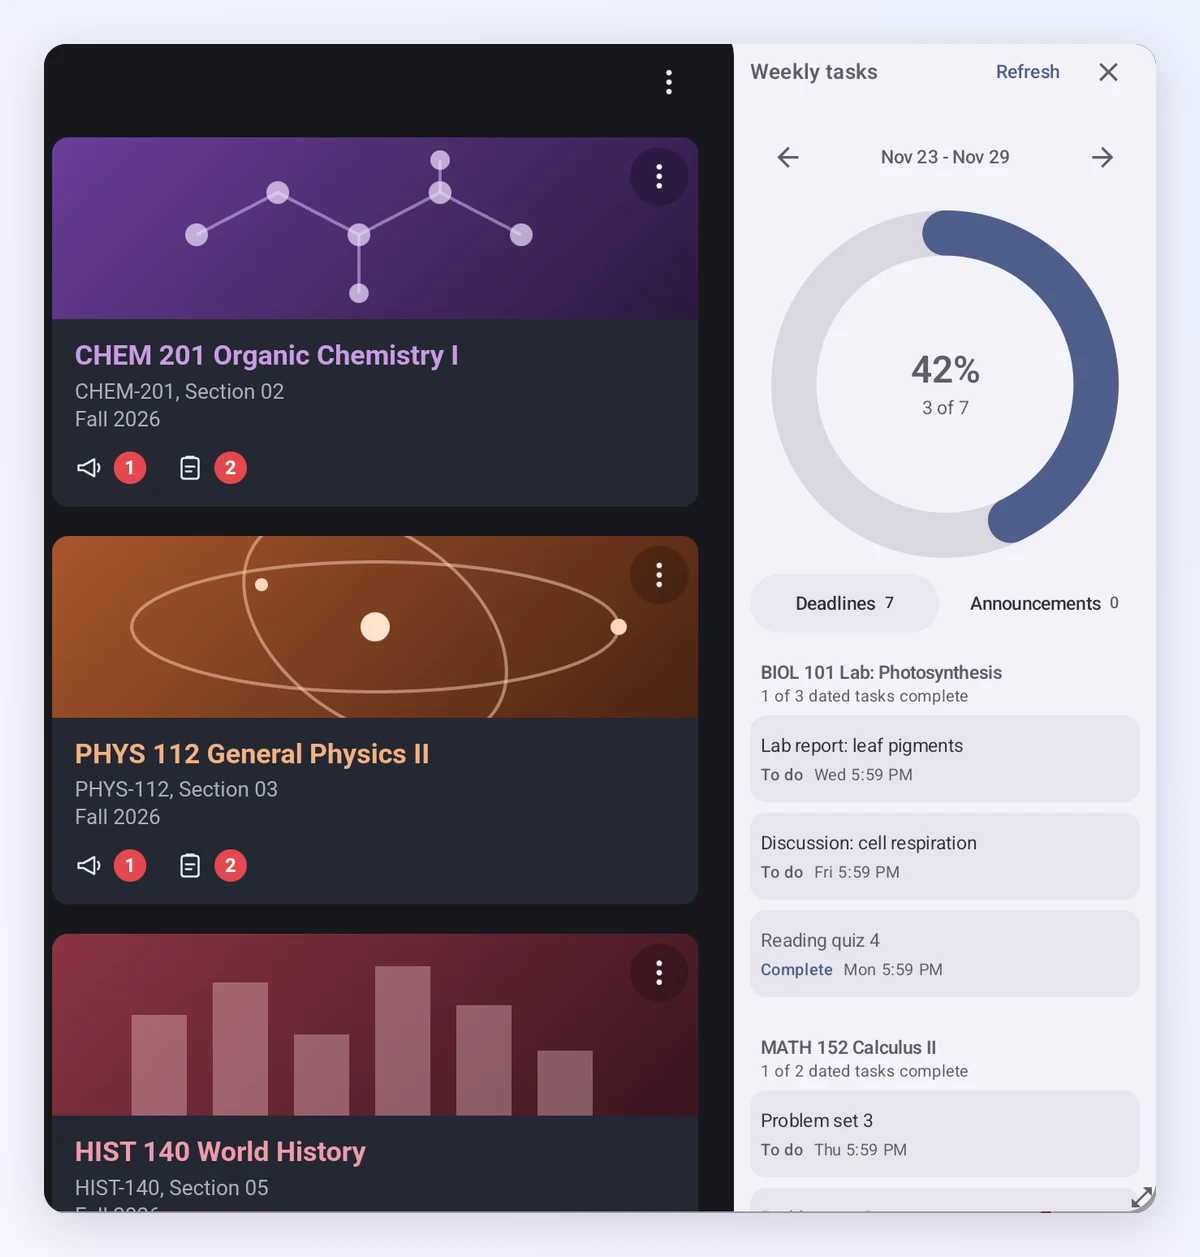 CHEM 201 Organic Chemistry I
CHEM-201, Section 02
Fall 2026
1 2
PHYS 112 General Physics II
PHYS-112, Section 03
Fall 2026
1 2
HIST 140 World History
HIST-140, Section 05
Weekly tasks Refresh
Nov 23 - Nov 29
42%
3 of 7
Deadlines 7 Announcements 0
BIOL 101 Lab: Photosynthesis
1 of 3 dated tasks complete
Lab report: leaf pigments
To do Wed 5:59 PM
Discussion: cell respiration
To do Fri 5:59 PM
Reading quiz 4
Complete Mon 5:59 PM
MATH 152 Calculus II
1 of 2 dated tasks complete
Problem set 3
To do Thu 5:59 PM